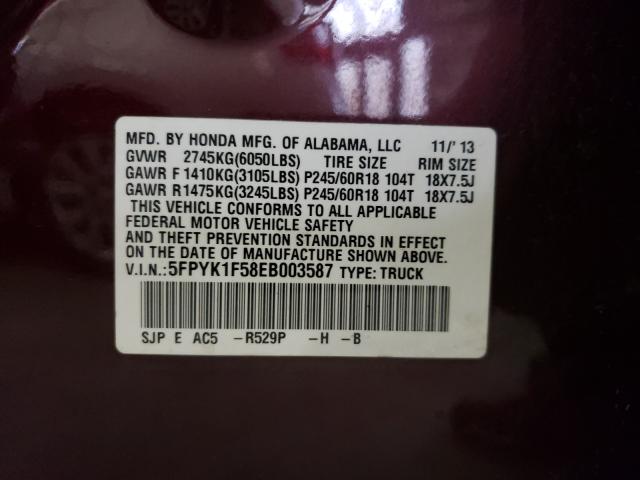 MFD. BY HONDA MFG. OF ALABAMA, LLC 11/' 13
GVWR 2745KG(6050LBS) TIRE SIZE RIM SIZE
GAWR F 1410KG(3105LBS) P245/60R18 104T 18X7.5J
GAWR R1475KG(3245LBS) P245/60R18 104T 18X7.5J
THIS VEHICLE CONFORMS TO ALL APPLICABLE
FEDERAL MOTOR VEHICLE SAFETY
AND THEFT PREVENTION STANDARDS IN EFFECT
ON THE DATE OF MANUFACTURE SHOWN ABOVE.
V.I.N.: 5FPYK1F58EB003587 TYPE: TRUCK
SJP E AC5 –R529P –H –B